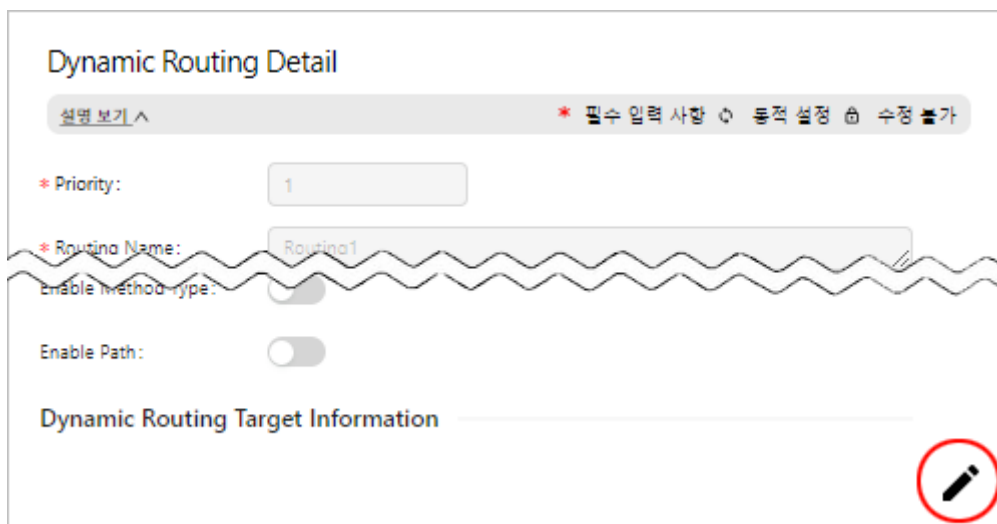 Dynamic Routing Detail
설명 보기 ∧ * 필수 입력 사항 동적 설정 수정 불가
* Priority: 1
* Routing Name: Routing1
Enable Method Type:
Enable Path:
Dynamic Routing Target Information